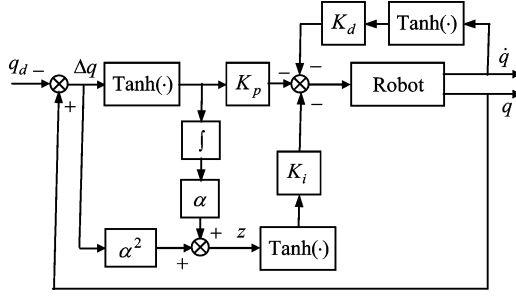 K_d Tanh(·)
q̇
q_d − Δq Tanh(·) K_p − − Robot
+ − q
∫ K_i
α
+ z
α² + Tanh(·)